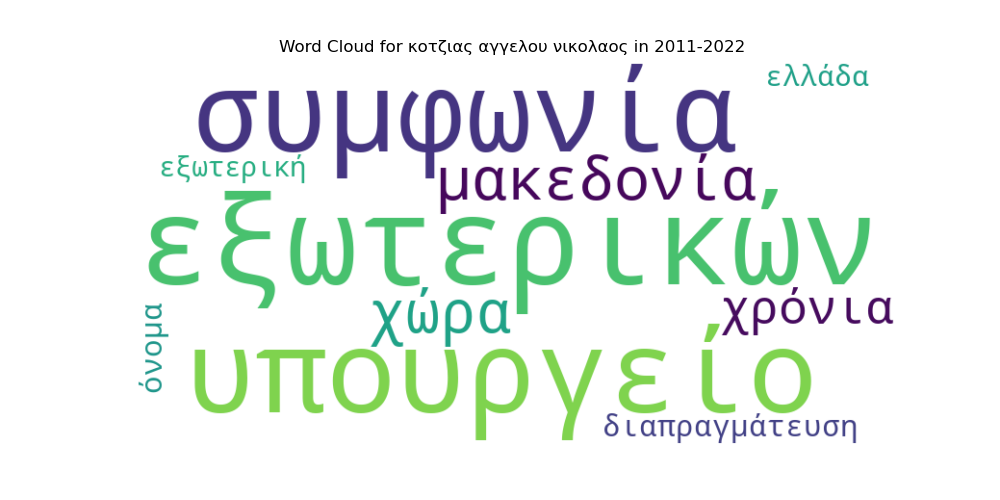 Word Cloud for κοτζιας αγγελου νικολαος in 2011-2022
ελλάδα
συμφωνία
εξωτερική
μακεδονία
εξωτερικών
χώρα
χρόνια
όνομα
υπουργείο
διαπραγμάτευση